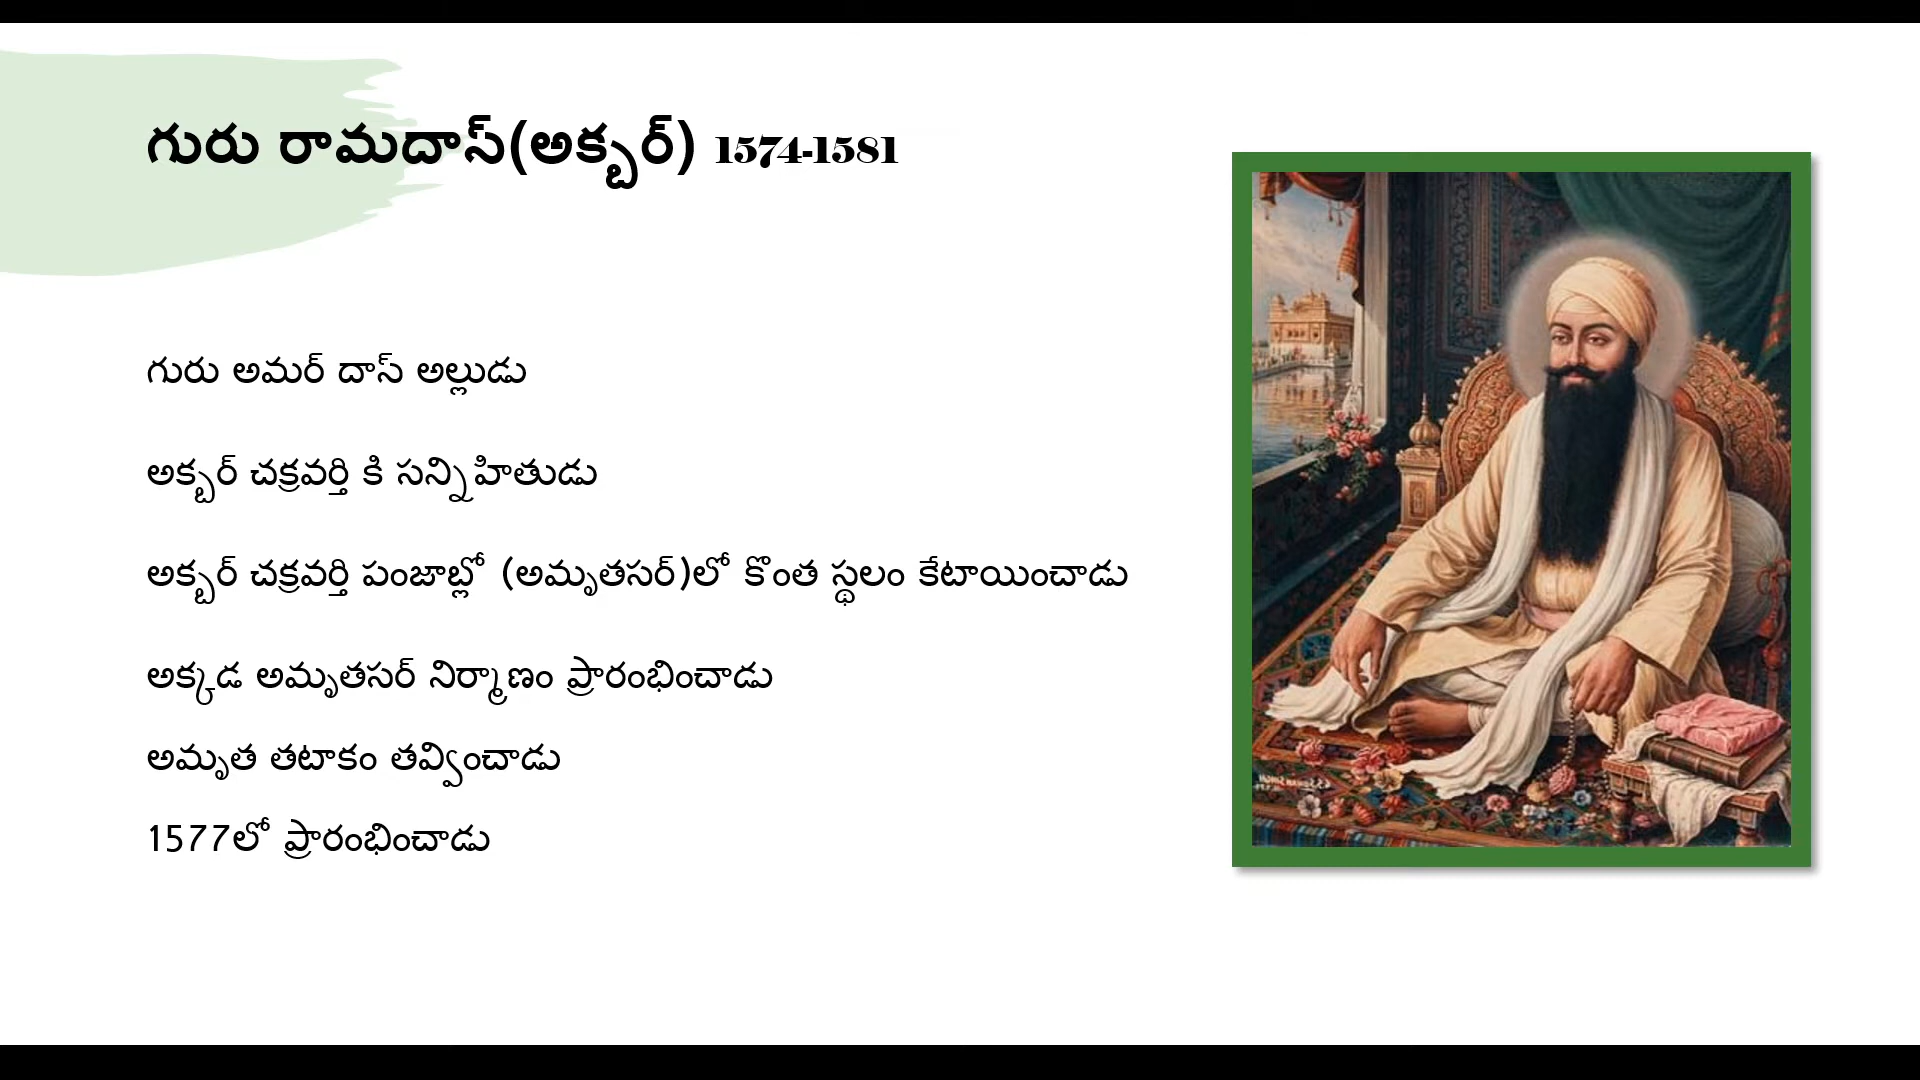 గురు రామదాస్(అక్బర్) 1574-1581
గురు అమర్ దాస్ అల్లుడు
అక్బర్ చక్రవర్తి కి సన్నిహితుడు
అక్బర్ చక్రవర్తి పంజాబ్లో (అమృతసర్)లో కొంత స్థలం కేటాయించాడు
అక్కడ అమృతసర్ నిర్మాణం ప్రారంభించాడు
అమృత తటాకం తవ్వించాడు
1577లో ప్రారంభించాడు